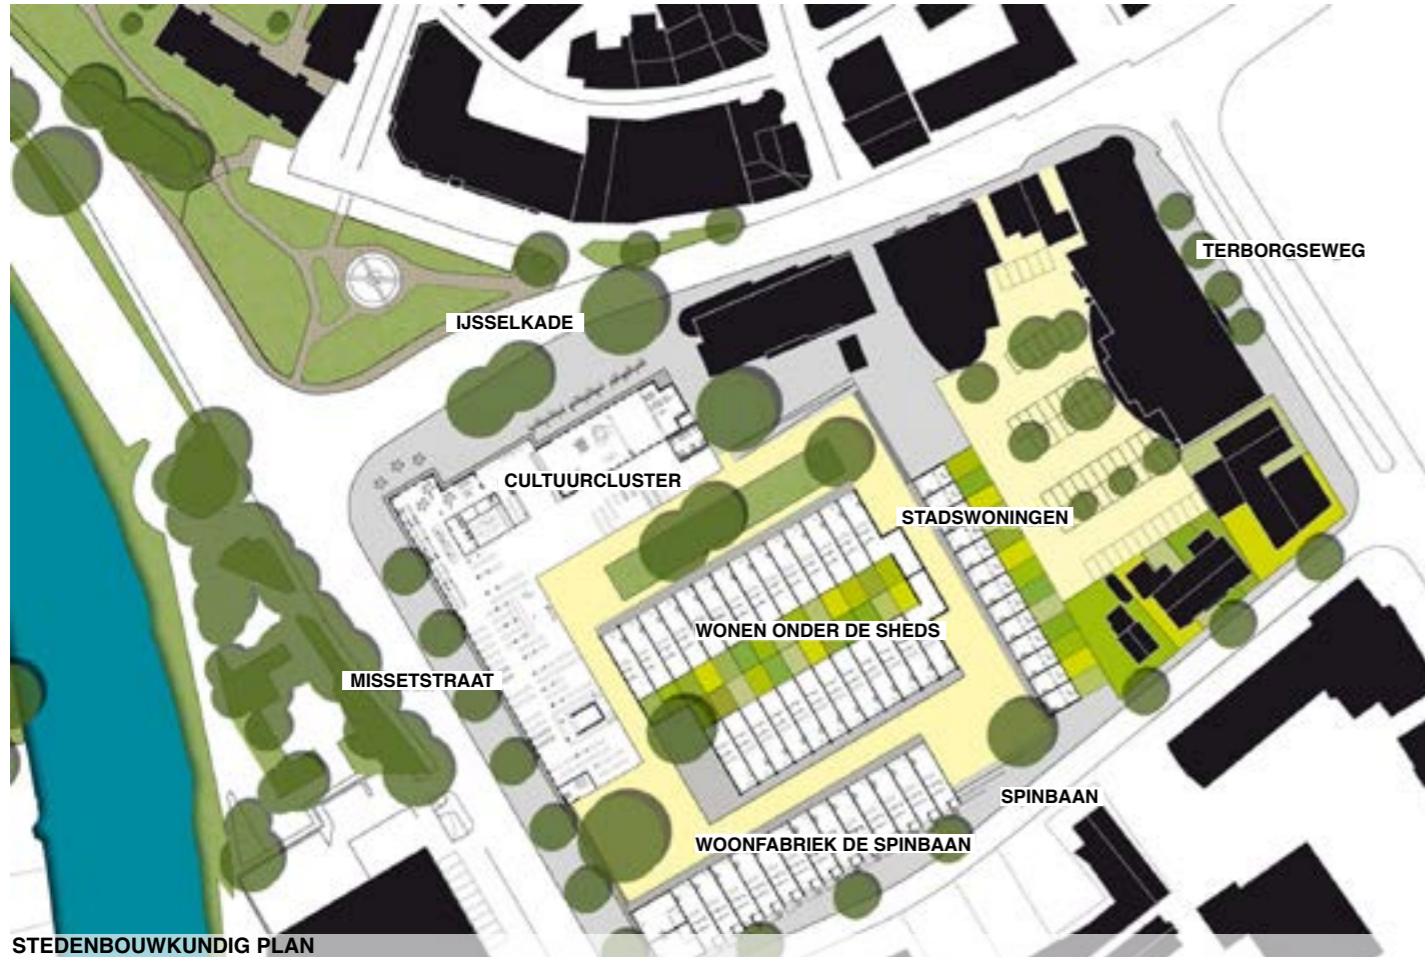 TERBORGSEWEG
IJSSELKADE
CULTUURCLUSTER
STADSWONINGEN
WONEN ONDER DE SHEDS
MISSETSTRAAT
SPINBAAN
WOONFABRIEK DE SPINBAAN
STEDENBOUWKUNDIG PLAN